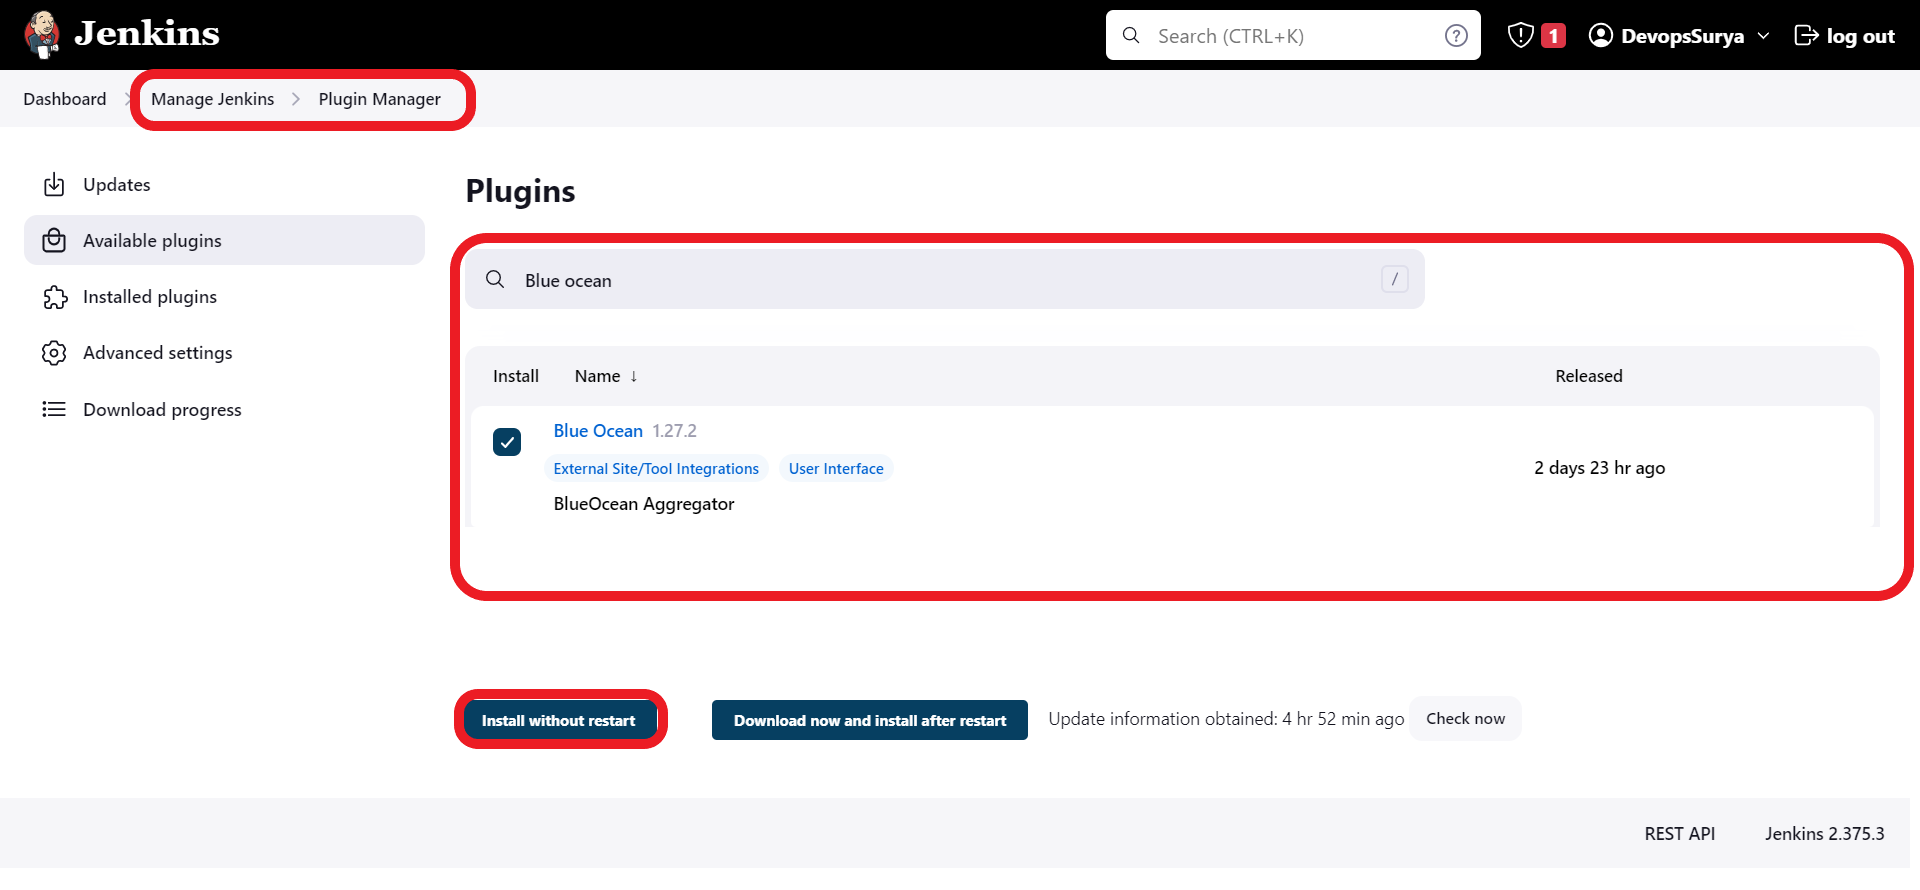 Jenkins
Search (CTRL+K)
1
DevopsSurya
log out
Dashboard
Manage Jenkins
Plugin Manager
Updates
Available plugins
Installed plugins
Advanced settings
Download progress
Plugins
Blue ocean /
Install Name ↓ Released
Blue Ocean 1.27.2
External Site/Tool Integrations User Interface
2 days 23 hr ago
BlueOcean Aggregator
Install without restart
Download now and install after restart
Update information obtained: 4 hr 52 min ago
Check now
REST API Jenkins 2.375.3